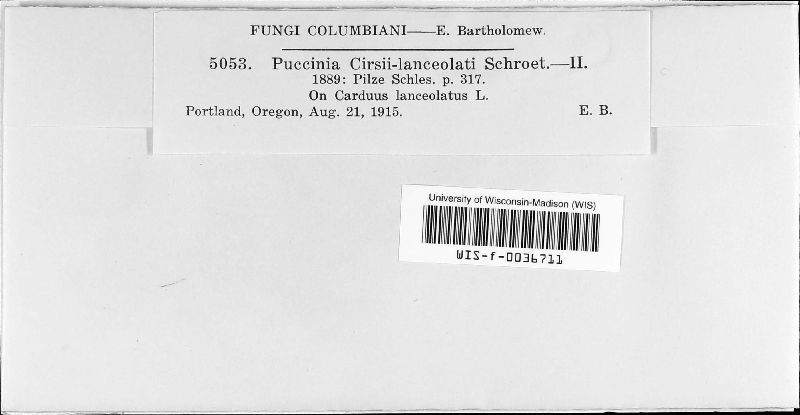 FUNGI COLUMBIANI——E. Bartholomew.
5053. Puccinia Cirsii-lanceolati Schroet.—II.
1889: Pilze Schles. p. 317.
On Carduus lanceolatus L.
Portland, Oregon, Aug. 21, 1915. E. B.
University of Wisconsin-Madison (WIS)
WIS-f-0036711